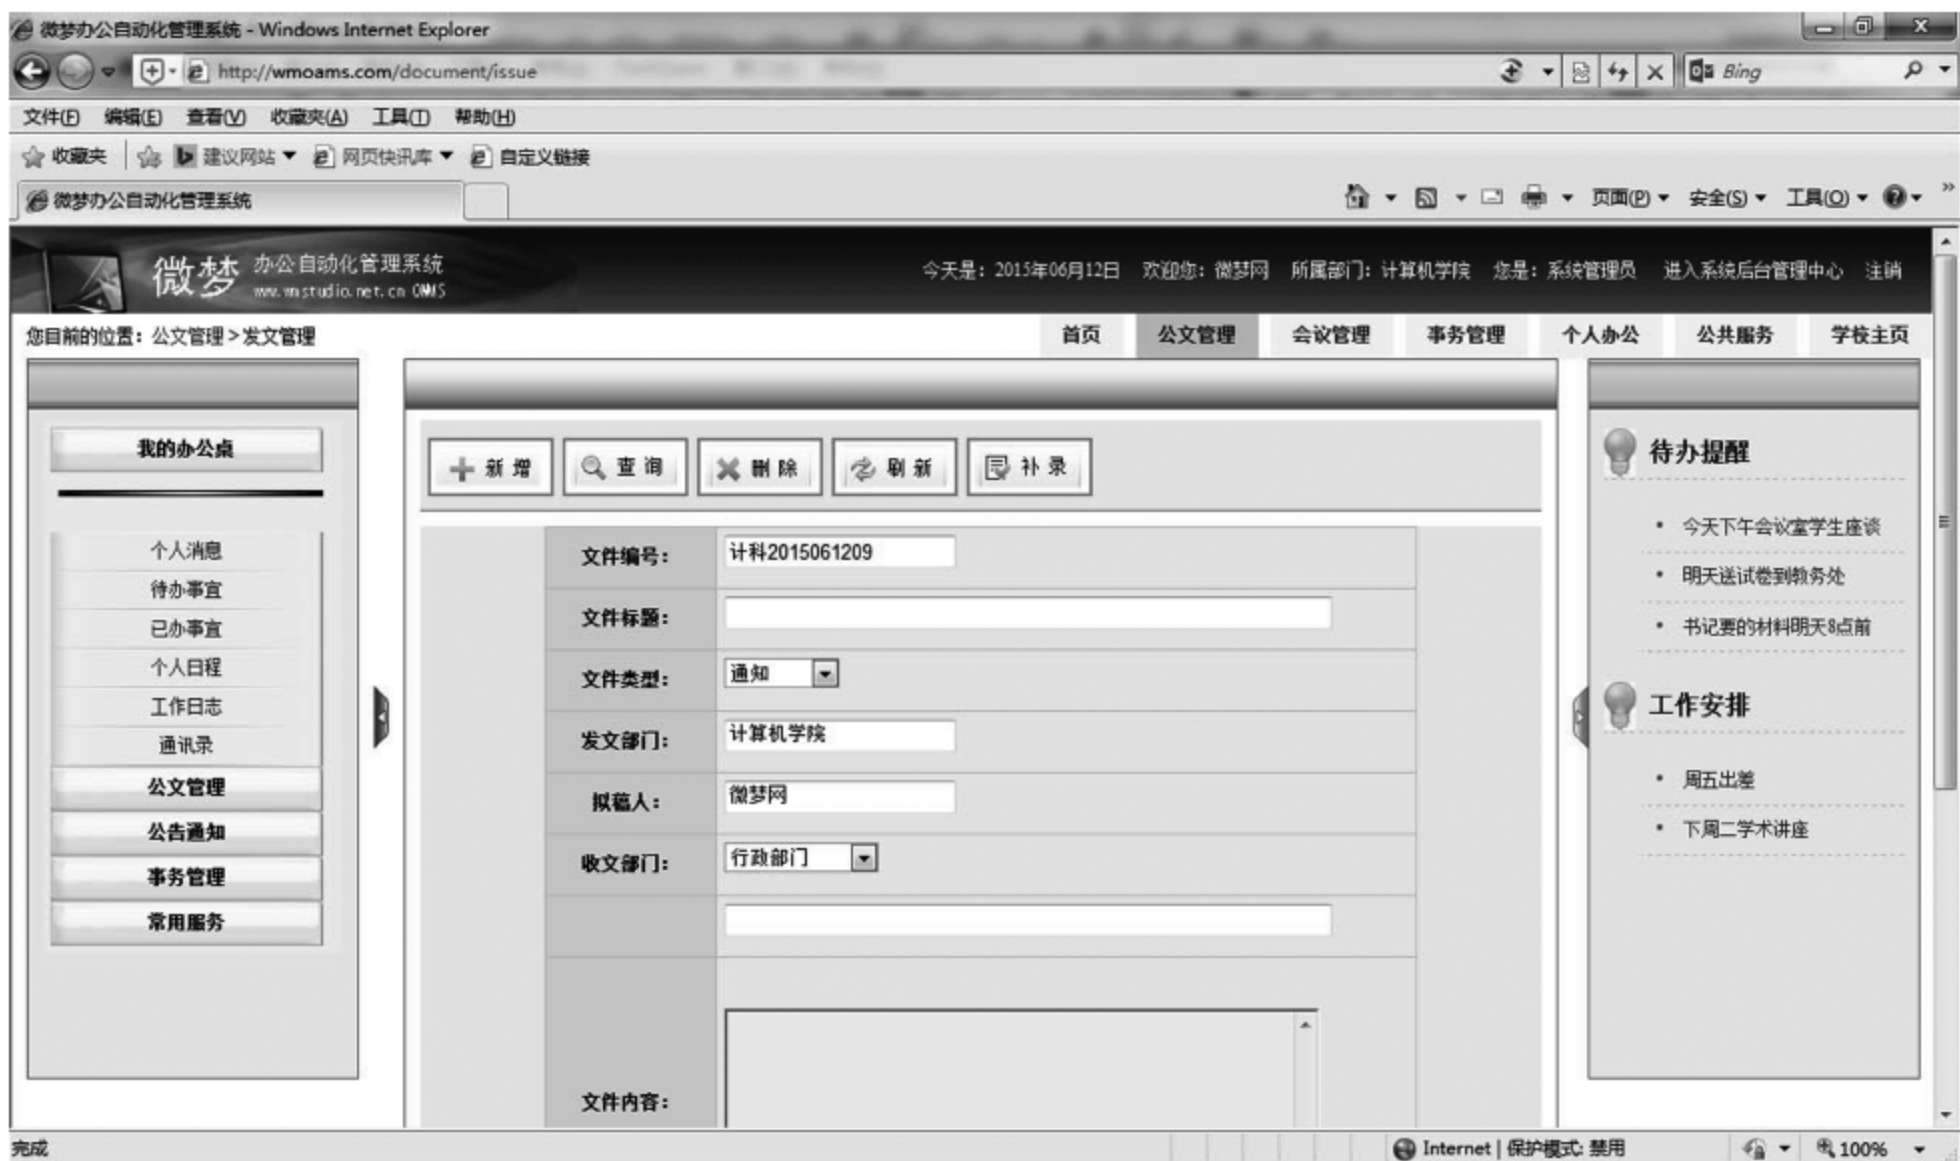 微梦办公自动化管理系统 - Windows Internet Explorer
http://wmoams.com/document/issue
Bing
文件(F) 编辑(E) 查看(V) 收藏夹(A) 工具(T) 帮助(H)
收藏夹 建议网站 网页快讯库 自定义链接
微梦办公自动化管理系统
页面(P) 安全(S) 工具(O)
微梦 办公自动化管理系统
www.wmstudio.net.cn OMIS
今天是：2015年06月12日 欢迎您：微梦网 所属部门：计算机学院 您是：系统管理员 进入系统后台管理中心 注销
您目前的位置：公文管理>发文管理
首页 公文管理 会议管理 事务管理 个人办公 公共服务 学校主页
我的办公桌
个人消息
待办事宜
已办事宜
个人日程
工作日志
通讯录
公文管理
公告通知
事务管理
常用服务
新增 查询 删除 刷新 补录
文件编号： 计科2015061209
文件标题：
文件类型： 通知
发文部门： 计算机学院
拟稿人： 微梦网
收文部门： 行政部门
文件内容：
待办提醒
• 今天下午会议室学生座谈
• 明天送试卷到教务处
• 书记要的材料明天8点前
工作安排
• 周五出差
• 下周二学术讲座
完成
Internet | 保护模式: 禁用
100%